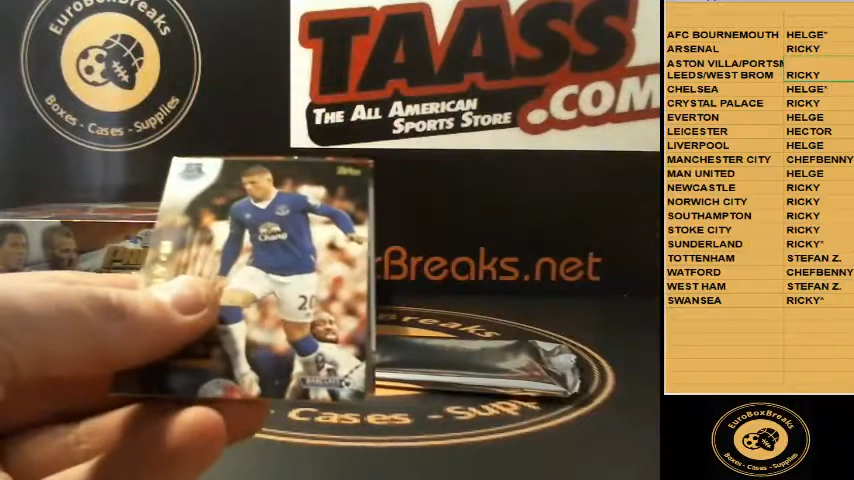 EuroBoxBreaks
Boxes - Cases - Supplies
TAASS
.COM
THE ALL AMERICAN
SPORTS STORE
Topps
Chang
20
BARCLAYS
Breaks.net
Cases - Supp
AFC BOURNEMOUTH HELGE*
ARSENAL RICKY
ASTON VILLA/PORTSM
LEEDS/WEST BROM RICKY
CHELSEA HELGE*
CRYSTAL PALACE RICKY
EVERTON HELGE
LEICESTER HECTOR
LIVERPOOL HELGE
MANCHESTER CITY CHEFBENNY
MAN UNITED HELGE
NEWCASTLE RICKY
NORWICH CITY RICKY
SOUTHAMPTON RICKY
STOKE CITY RICKY
SUNDERLAND RICKY*
TOTTENHAM STEFAN Z.
WATFORD CHEFBENNY
WEST HAM STEFAN Z.
SWANSEA RICKY*
EuroBoxBreaks
Boxes - Cases - Supplies